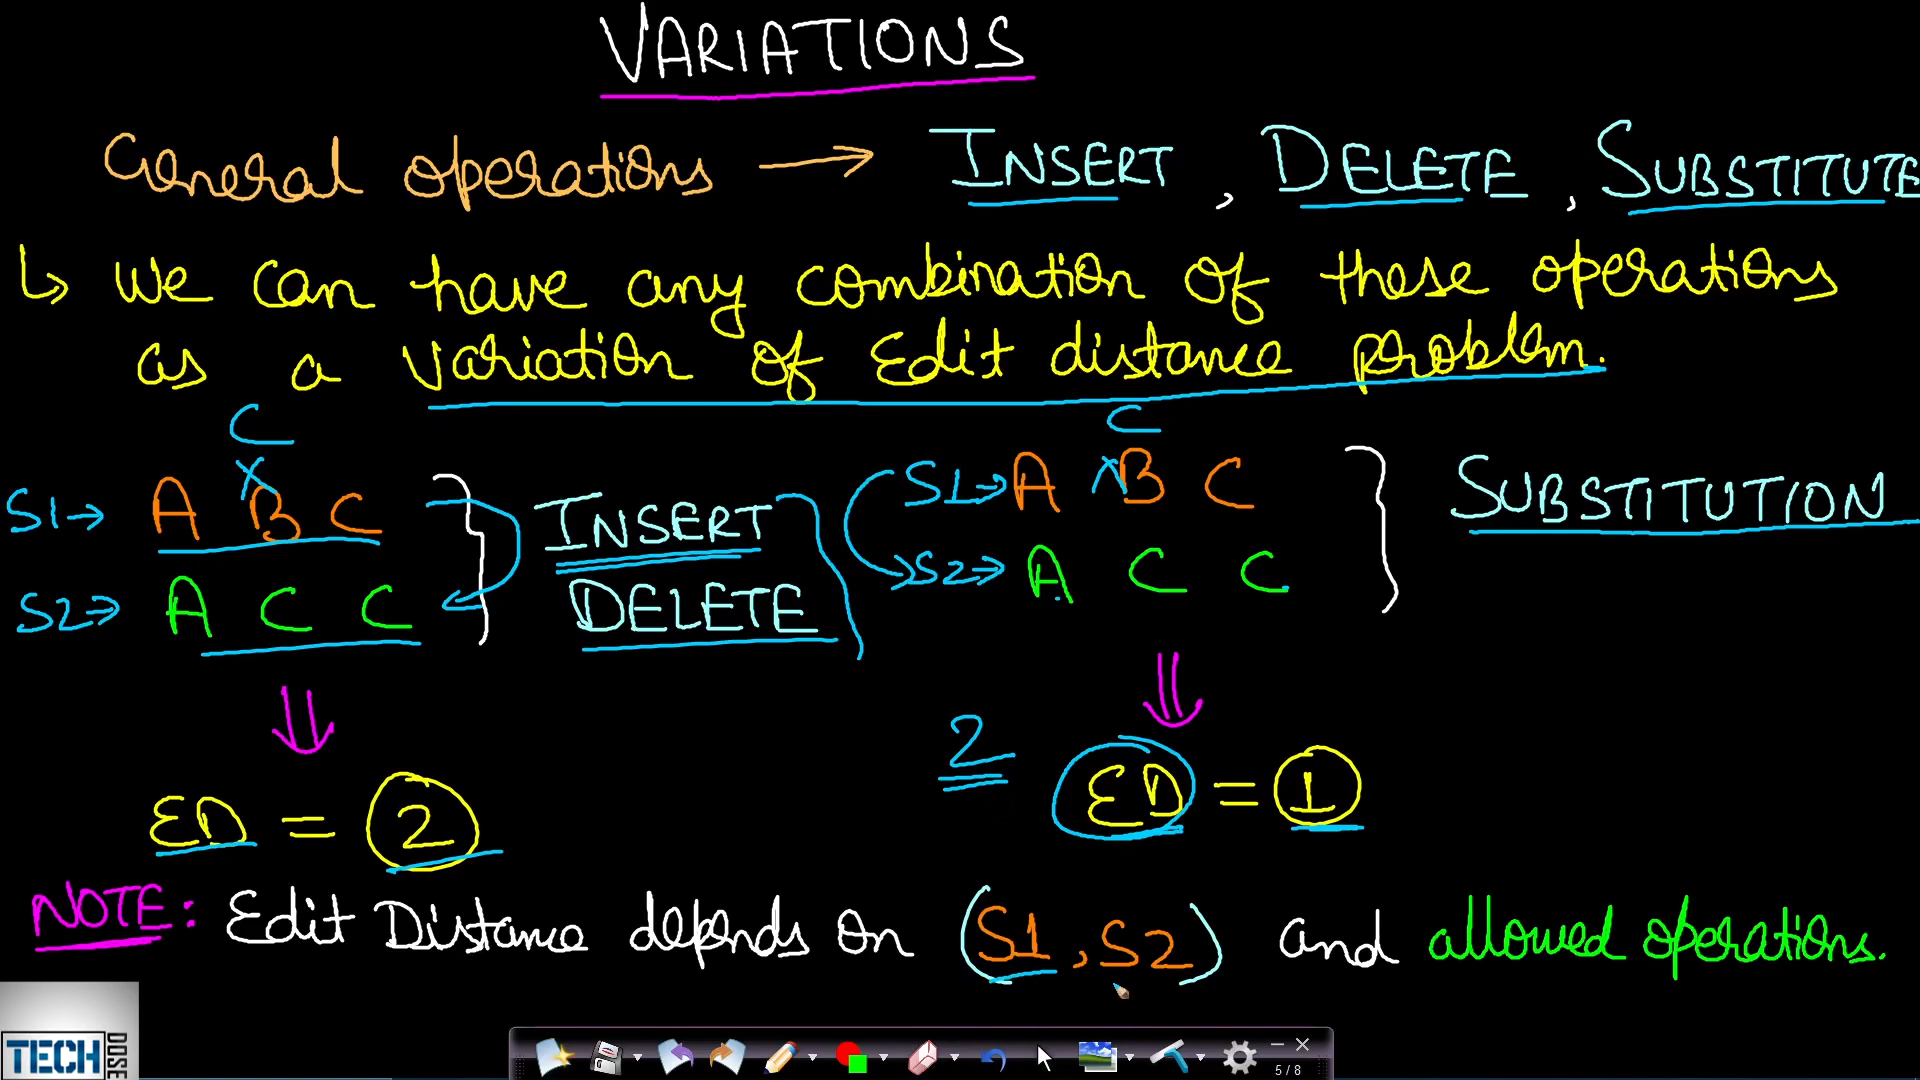 VARIATIONS
General operations → INSERT, DELETE, SUBSTITUTE
↳ We can have any combination of these operations
as a variation of Edit distance problem.
C
S1→ A B C
S2→ A C C
INSERT
DELETE
C
S1→ A B C
S2→ A C C
SUBSTITUTION
ED = 2
2
ED = 1
NOTE: Edit Distance depends on (S1, S2) and allowed operations.
TECH
DOSE
5/8